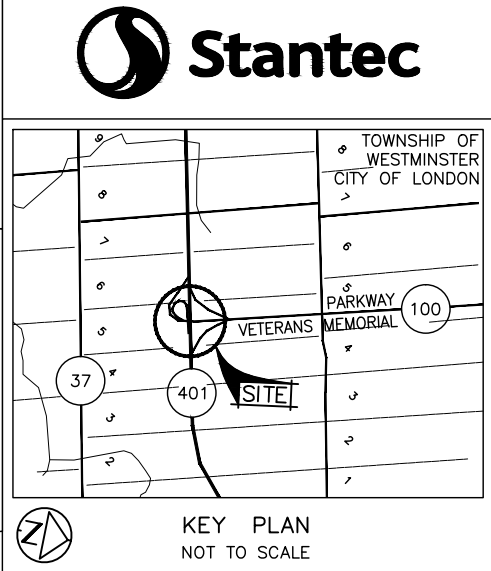 Stantec
TOWNSHIP OF
WESTMINSTER
CITY OF LONDON
9
8
8
7
7
6
6
5
5
PARKWAY
100
VETERANS MEMORIAL
4
37
4
401
SITE
3
3
2
2
1
N
KEY PLAN
NOT TO SCALE